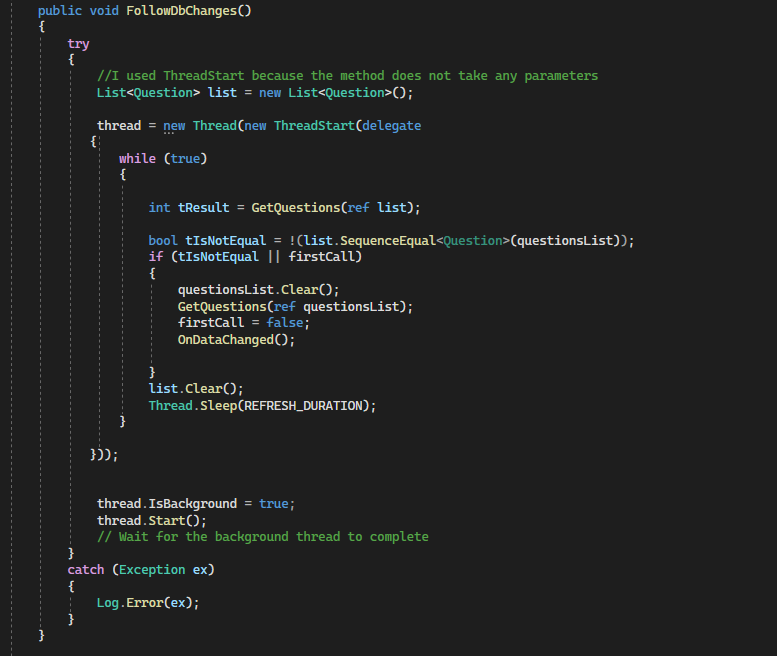 public void FollowDbChanges()
{
try
{
//I used ThreadStart because the method does not take any parameters
List<Question> list = new List<Question>();
thread = new Thread(new ThreadStart(delegate
{
while (true)
{
int tResult = GetQuestions(ref list);
bool tIsNotEqual = !(list.SequenceEqual<Question>(questionsList));
if (tIsNotEqual || firstCall)
{
questionsList.Clear();
GetQuestions(ref questionsList);
firstCall = false;
OnDataChanged();
}
list.Clear();
Thread.Sleep(REFRESH_DURATION);
}
}));
thread.IsBackground = true;
thread.Start();
// Wait for the background thread to complete
}
catch (Exception ex)
{
Log.Error(ex);
}
}